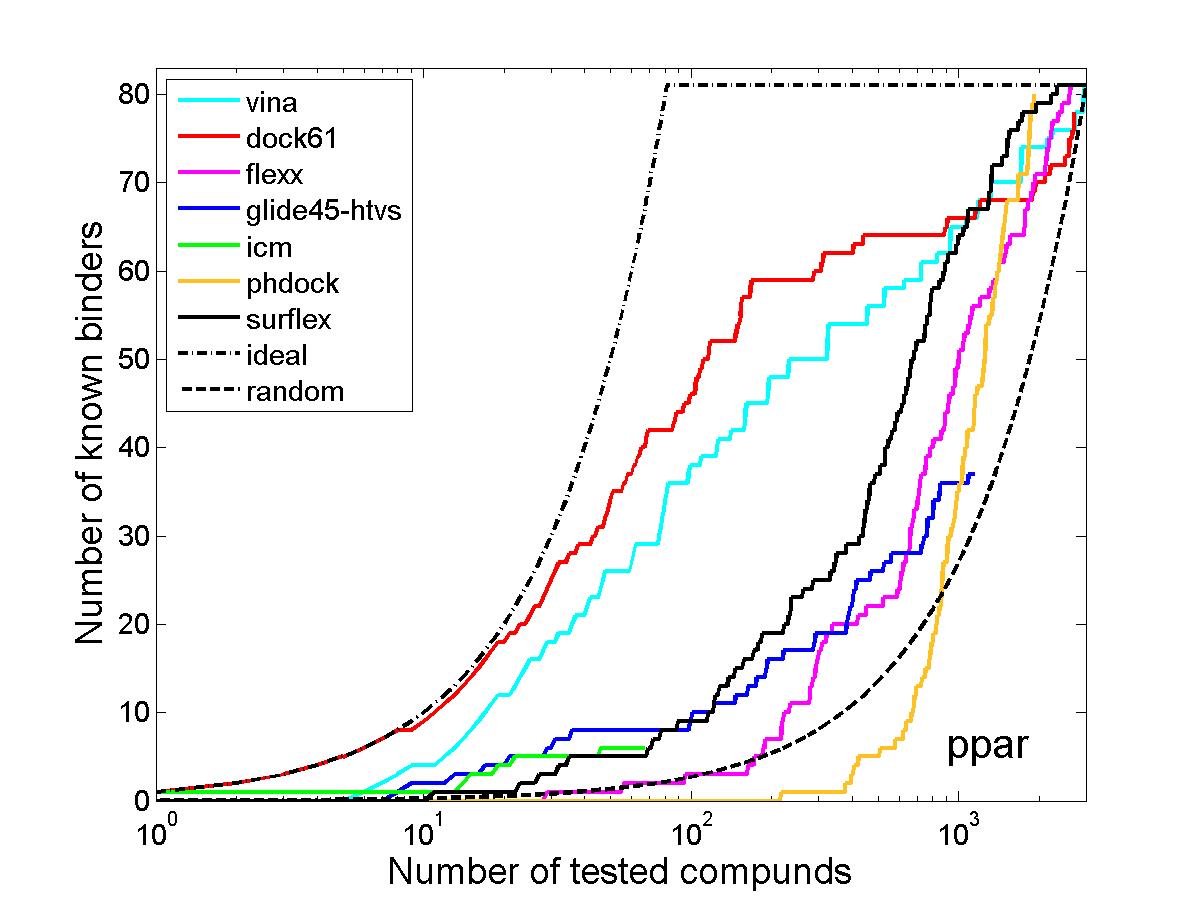 80
70
60
50
40
30
20
10
0
Number of known binders
vina
dock61
flexx
glide45-htvs
icm
phdock
surflex
ideal
random
ppar
10^0
10^1
10^2
10^3
Number of tested compunds